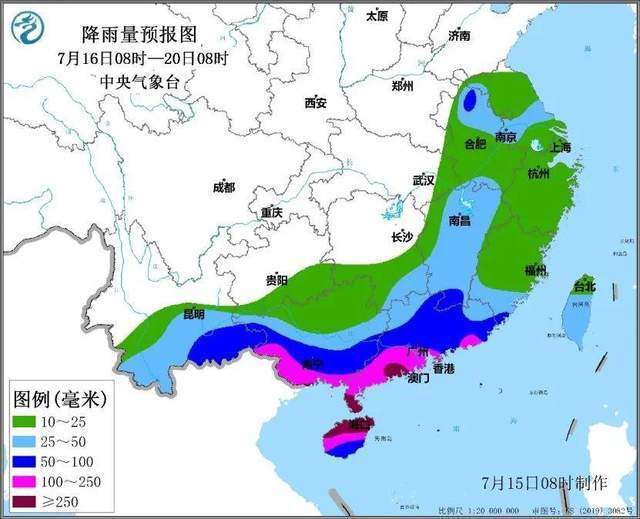 降雨量预报图
7月16日08时—20日08时
中央气象台
太原
济南
西安
郑州
合肥
南京
上海
杭州
成都
重庆
武汉
南昌
长沙
贵阳
福州
台北
昆明
南宁
广州
香港
澳门
海口
南海
图例(毫米)
10～25
25～50
50～100
100～250
≥250
7月15日08时制作
比例尺 1:20 000 000
审图号: GS (2019) 3082号